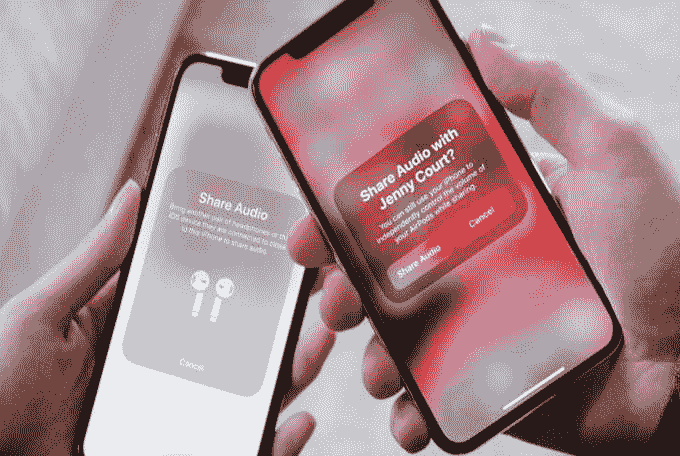 Share Audio
Bring another pair of headphones or the
iOS device they are connected to close
to this iPhone to share audio
Cancel
Share Audio with
Jenny Court?
You can still use your iPhone to
independently control the volume of
your AirPods while sharing.
Share Audio
Cancel